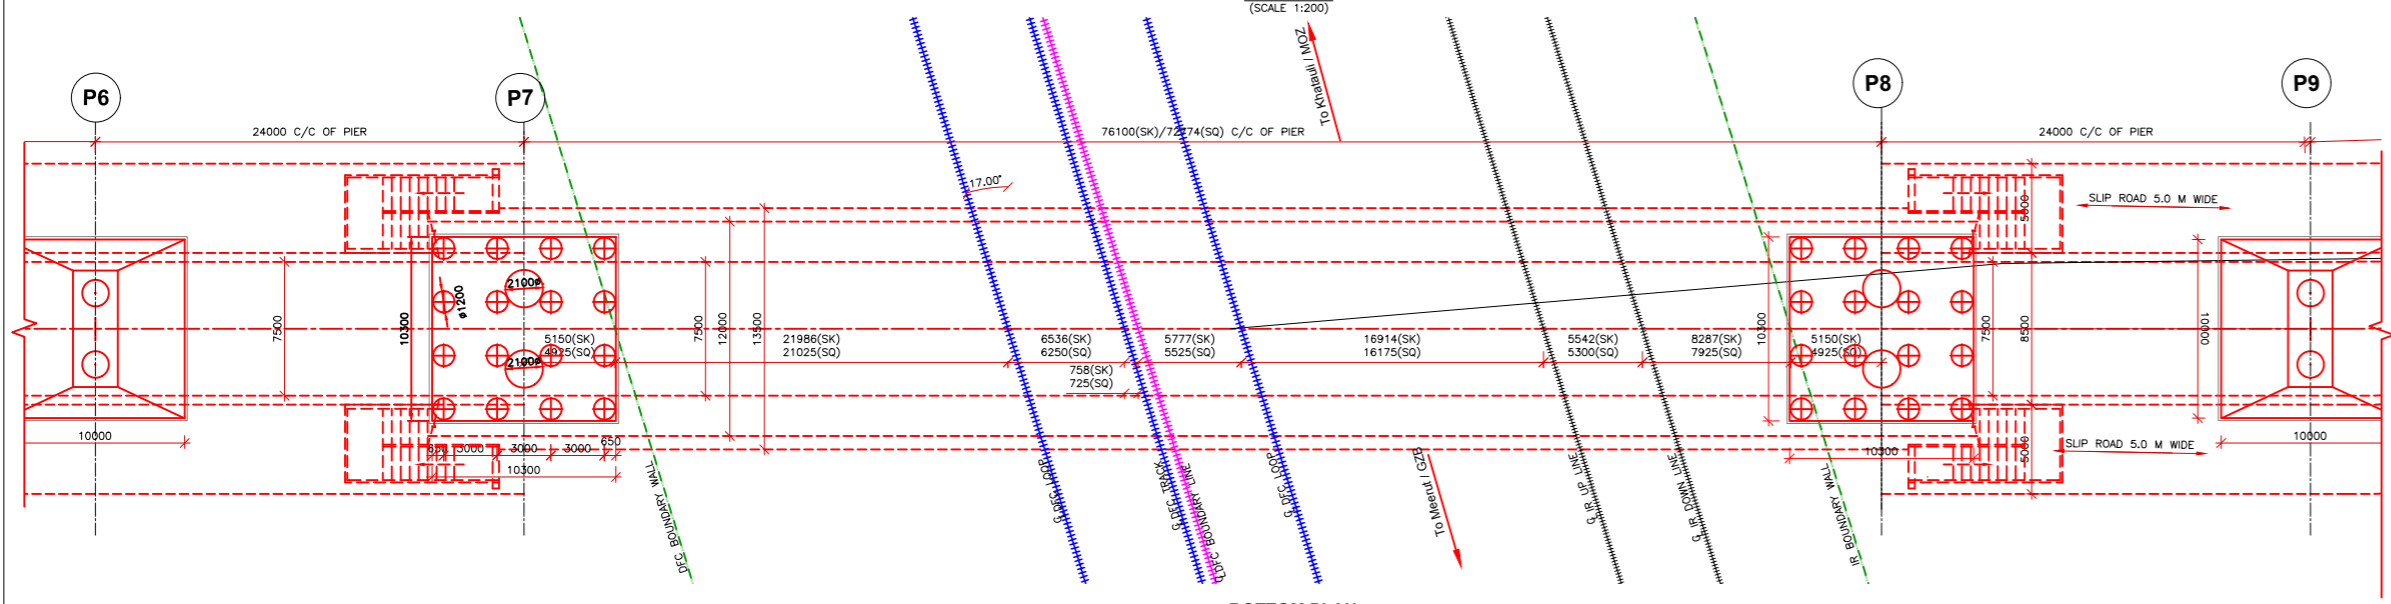 (SCALE 1:200)
P6
P7
P8
P9
To Khatauli / MOZ
24000 C/C OF PIER
76100(SK)/72774(SQ) C/C OF PIER
24000 C/C OF PIER
17.00°
SLIP ROAD 5.0 M WIDE
5000
7500
10300
ø1200
2100ø
2100ø
7500
12000
13500
10300
7500
8500
10000
5150(SK)
4925(SQ)
21986(SK)
21025(SQ)
6536(SK)
6250(SQ)
758(SK)
725(SQ)
5777(SK)
5525(SQ)
16914(SK)
16175(SQ)
5542(SK)
5300(SQ)
8287(SK)
7925(SQ)
5150(SK)
4925(SQ)
10000
650
3000
3000
3000
650
10300
10300
5000
SLIP ROAD 5.0 M WIDE
10000
DFC BOUNDARY WALL
℄ DFC LOOP
℄ DFC TRACK
℄ DFC BOUNDARY LINE
℄ DFC LOOP
To Merrut / GZB
℄ IR UP LINE
℄ IR DOWN LINE
IR BOUNDARY WALL